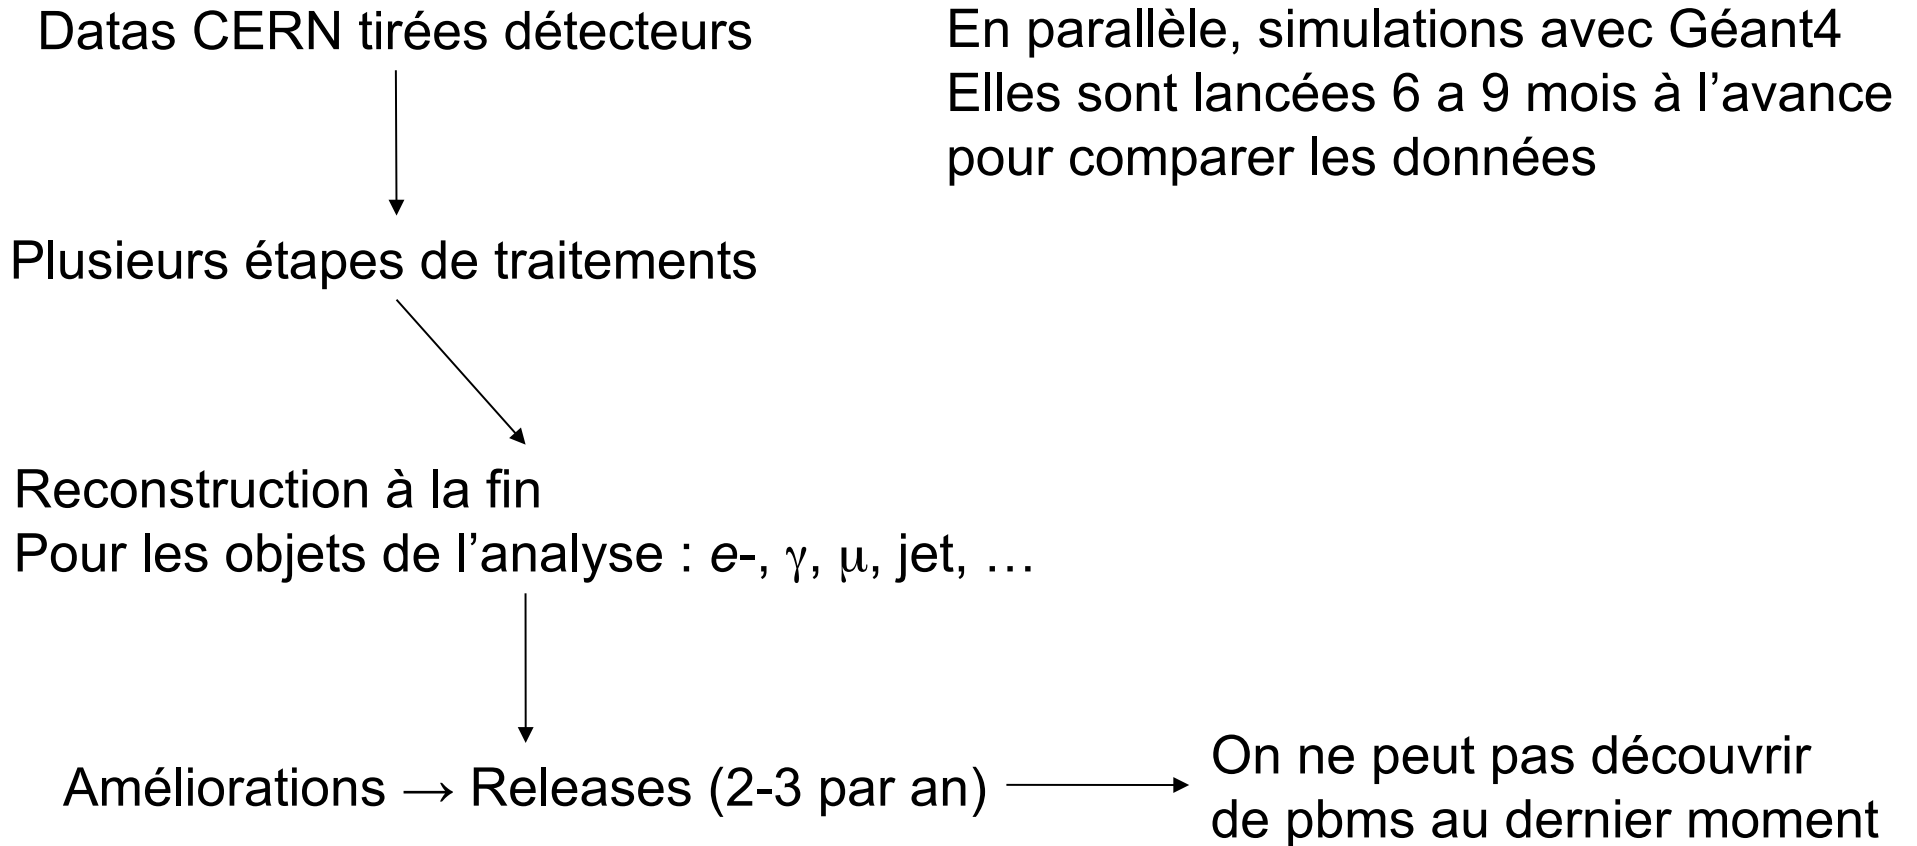 Datas CERN tirées détecteurs
En parallèle, simulations avec Géant4
Elles sont lancées 6 a 9 mois à l’avance
pour comparer les données
Plusieurs étapes de traitements
Reconstruction à la fin
Pour les objets de l’analyse : e-, γ, μ, jet, …
Améliorations → Releases (2-3 par an)
On ne peut pas découvrir
de pbms au dernier moment